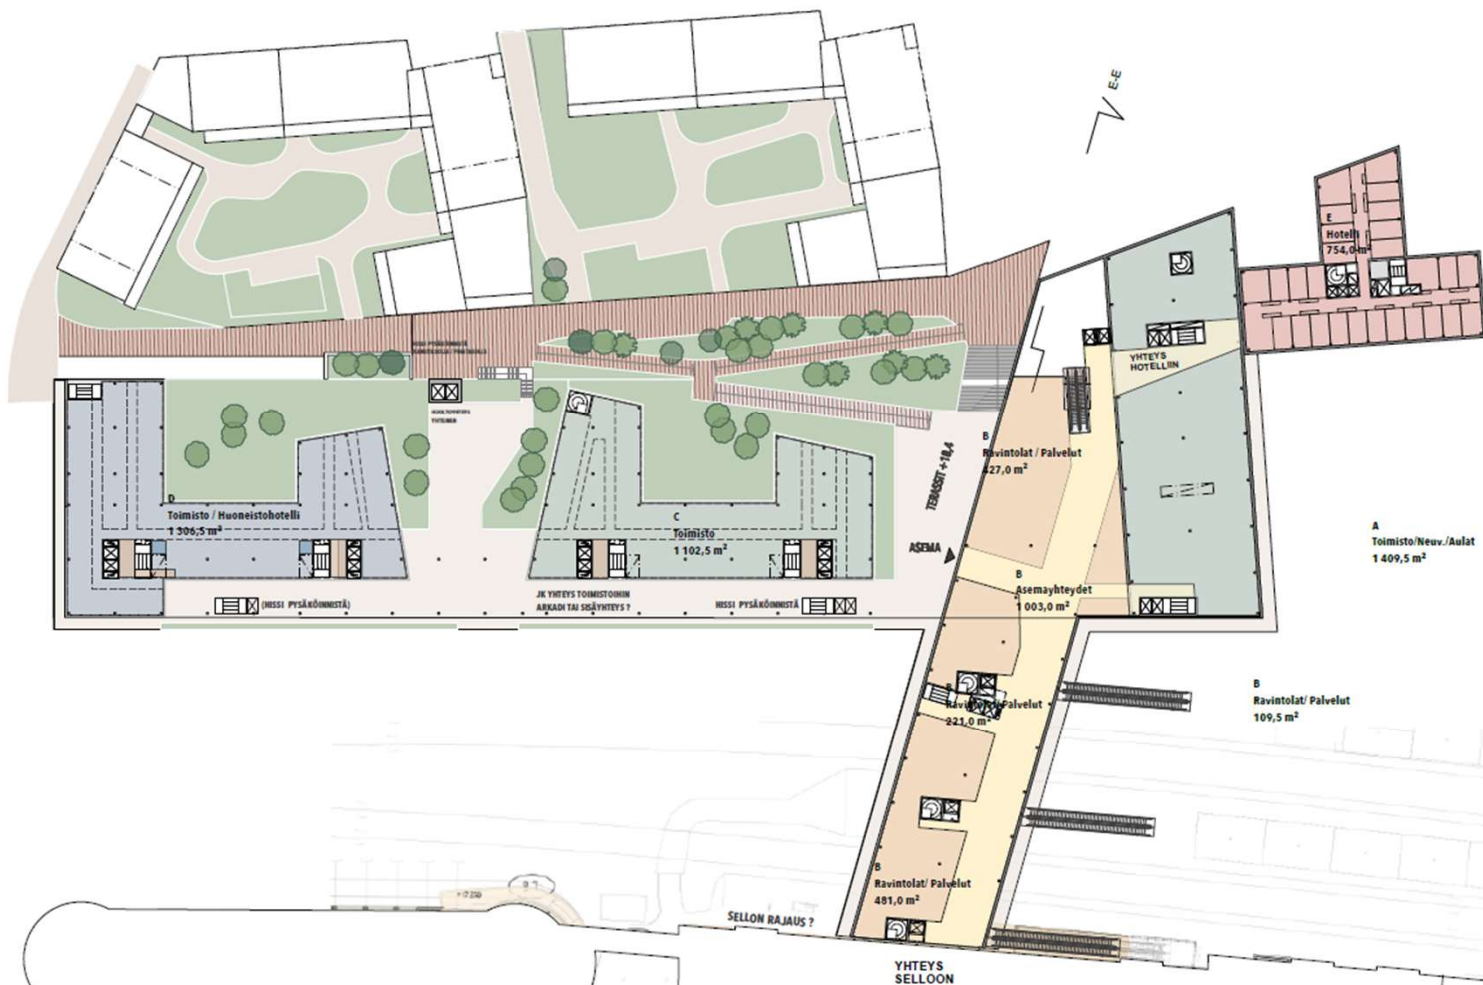 E-E
E
Hotelli
754,0 m²
YHTEYS
HOTELLIIN
HUOLTOYHTEYS
YHTEINEN
B
Ravintolat / Palvelut
427,0 m²
TERASSIT +18,4
D
Toimisto / Huoneistohotelli
1 306,5 m²
C
Toimisto
1 102,5 m²
ASEMA
A
Toimisto/Neuv./Aulat
1 409,5 m²
B
Asemayhteydet
1 003,0 m²
(HISSI PYSÄKÖINNISTÄ)
JK YHTEYS TOIMISTOIHIN
ARKADI TAI SISÄYHTEYS ?
HISSI PYSÄKÖINNISTÄ
B
Ravintolat/ Palvelut
221,0 m²
B
Ravintolat/ Palvelut
109,5 m²
B
Ravintolat/ Palvelut
481,0 m²
SELLON RAJAUS ?
YHTEYS
SELLOON